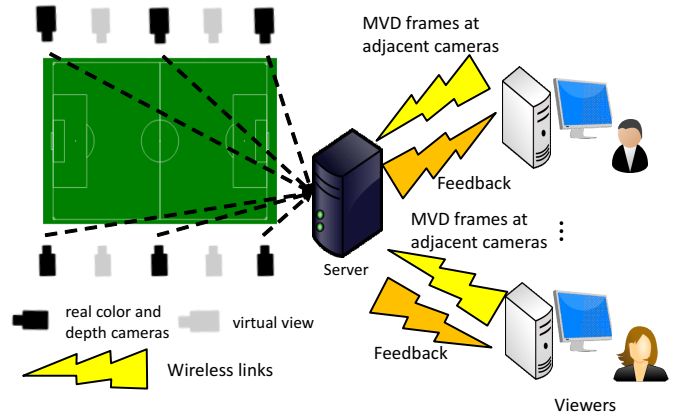 MVD frames at
adjacent cameras
Feedback
MVD frames at
adjacent cameras
Server
real color and
depth cameras
virtual view
Wireless links
Feedback
Viewers